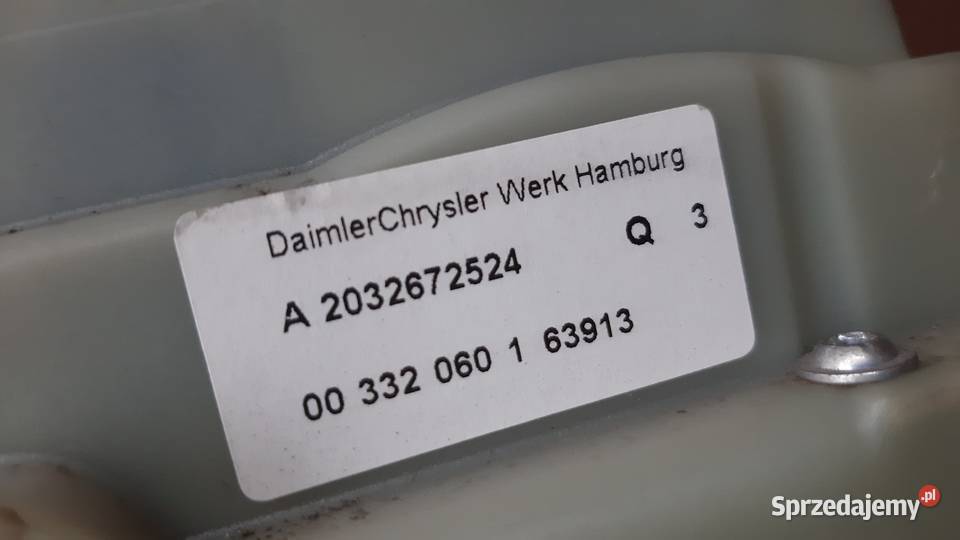 DaimlerChrysler Werk Hamburg
A 2032672524 Q 3
00 332 060 1 63913
Sprzedajemy.pl